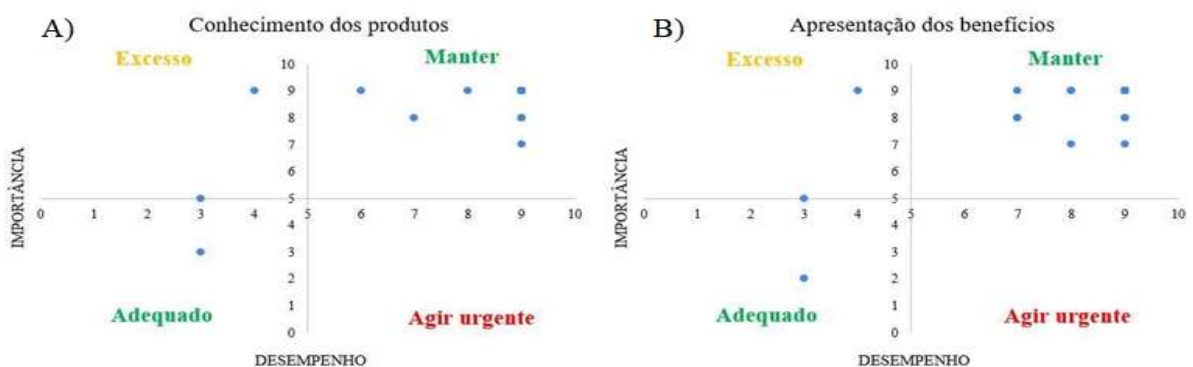 A) Conhecimento dos produtos
Excesso Manter
10
9
8
7
6
5
0 1 2 3 4 5 6 7 8 9 10
4
3
2
1
0
IMPORTÂNCIA
Adequado Agir urgente
DESEMPENHO
B) Apresentação dos benefícios
Excesso Manter
10
9
8
7
6
5
0 1 2 3 4 5 6 7 8 9 10
4
3
2
1
0
IMPORTÂNCIA
Adequado Agir urgente
DESEMPENHO